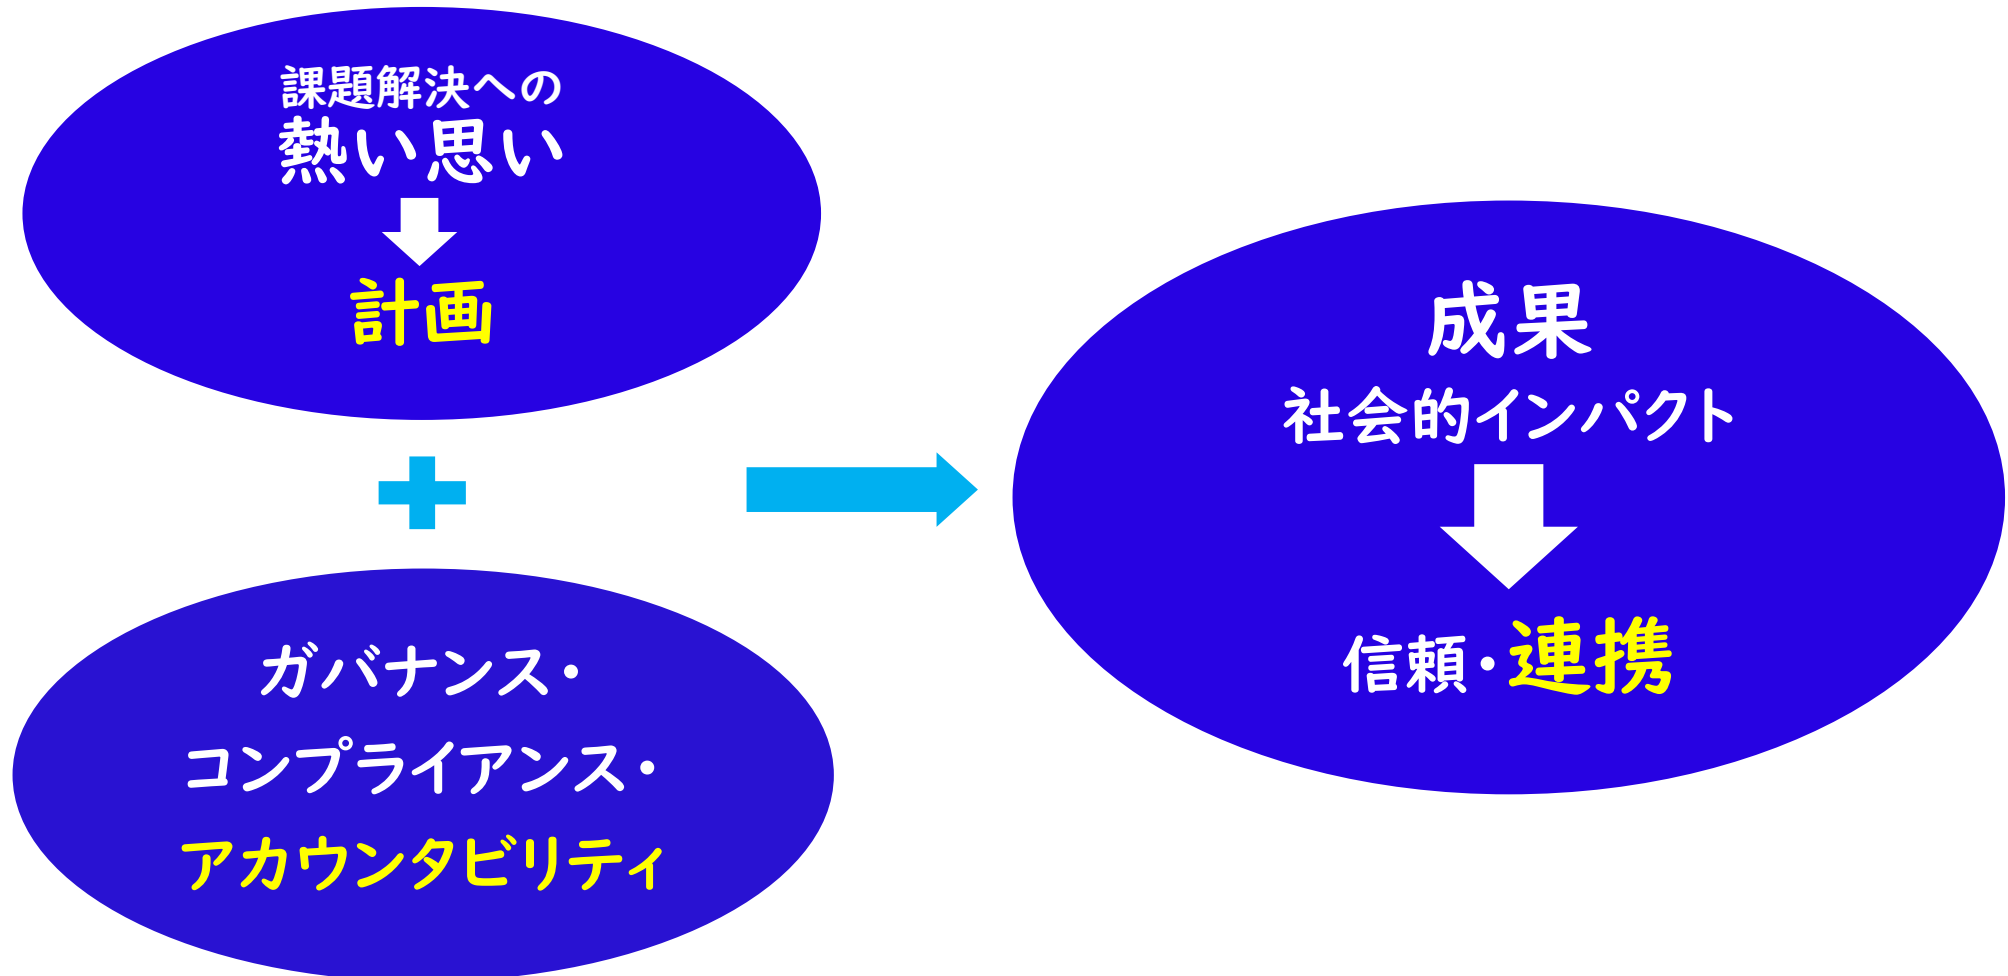 課題解決への
熱い思い
計画
ガバナンス・
コンプライアンス・
アカウンタビリティ
成果
社会的インパクト
信頼・連携